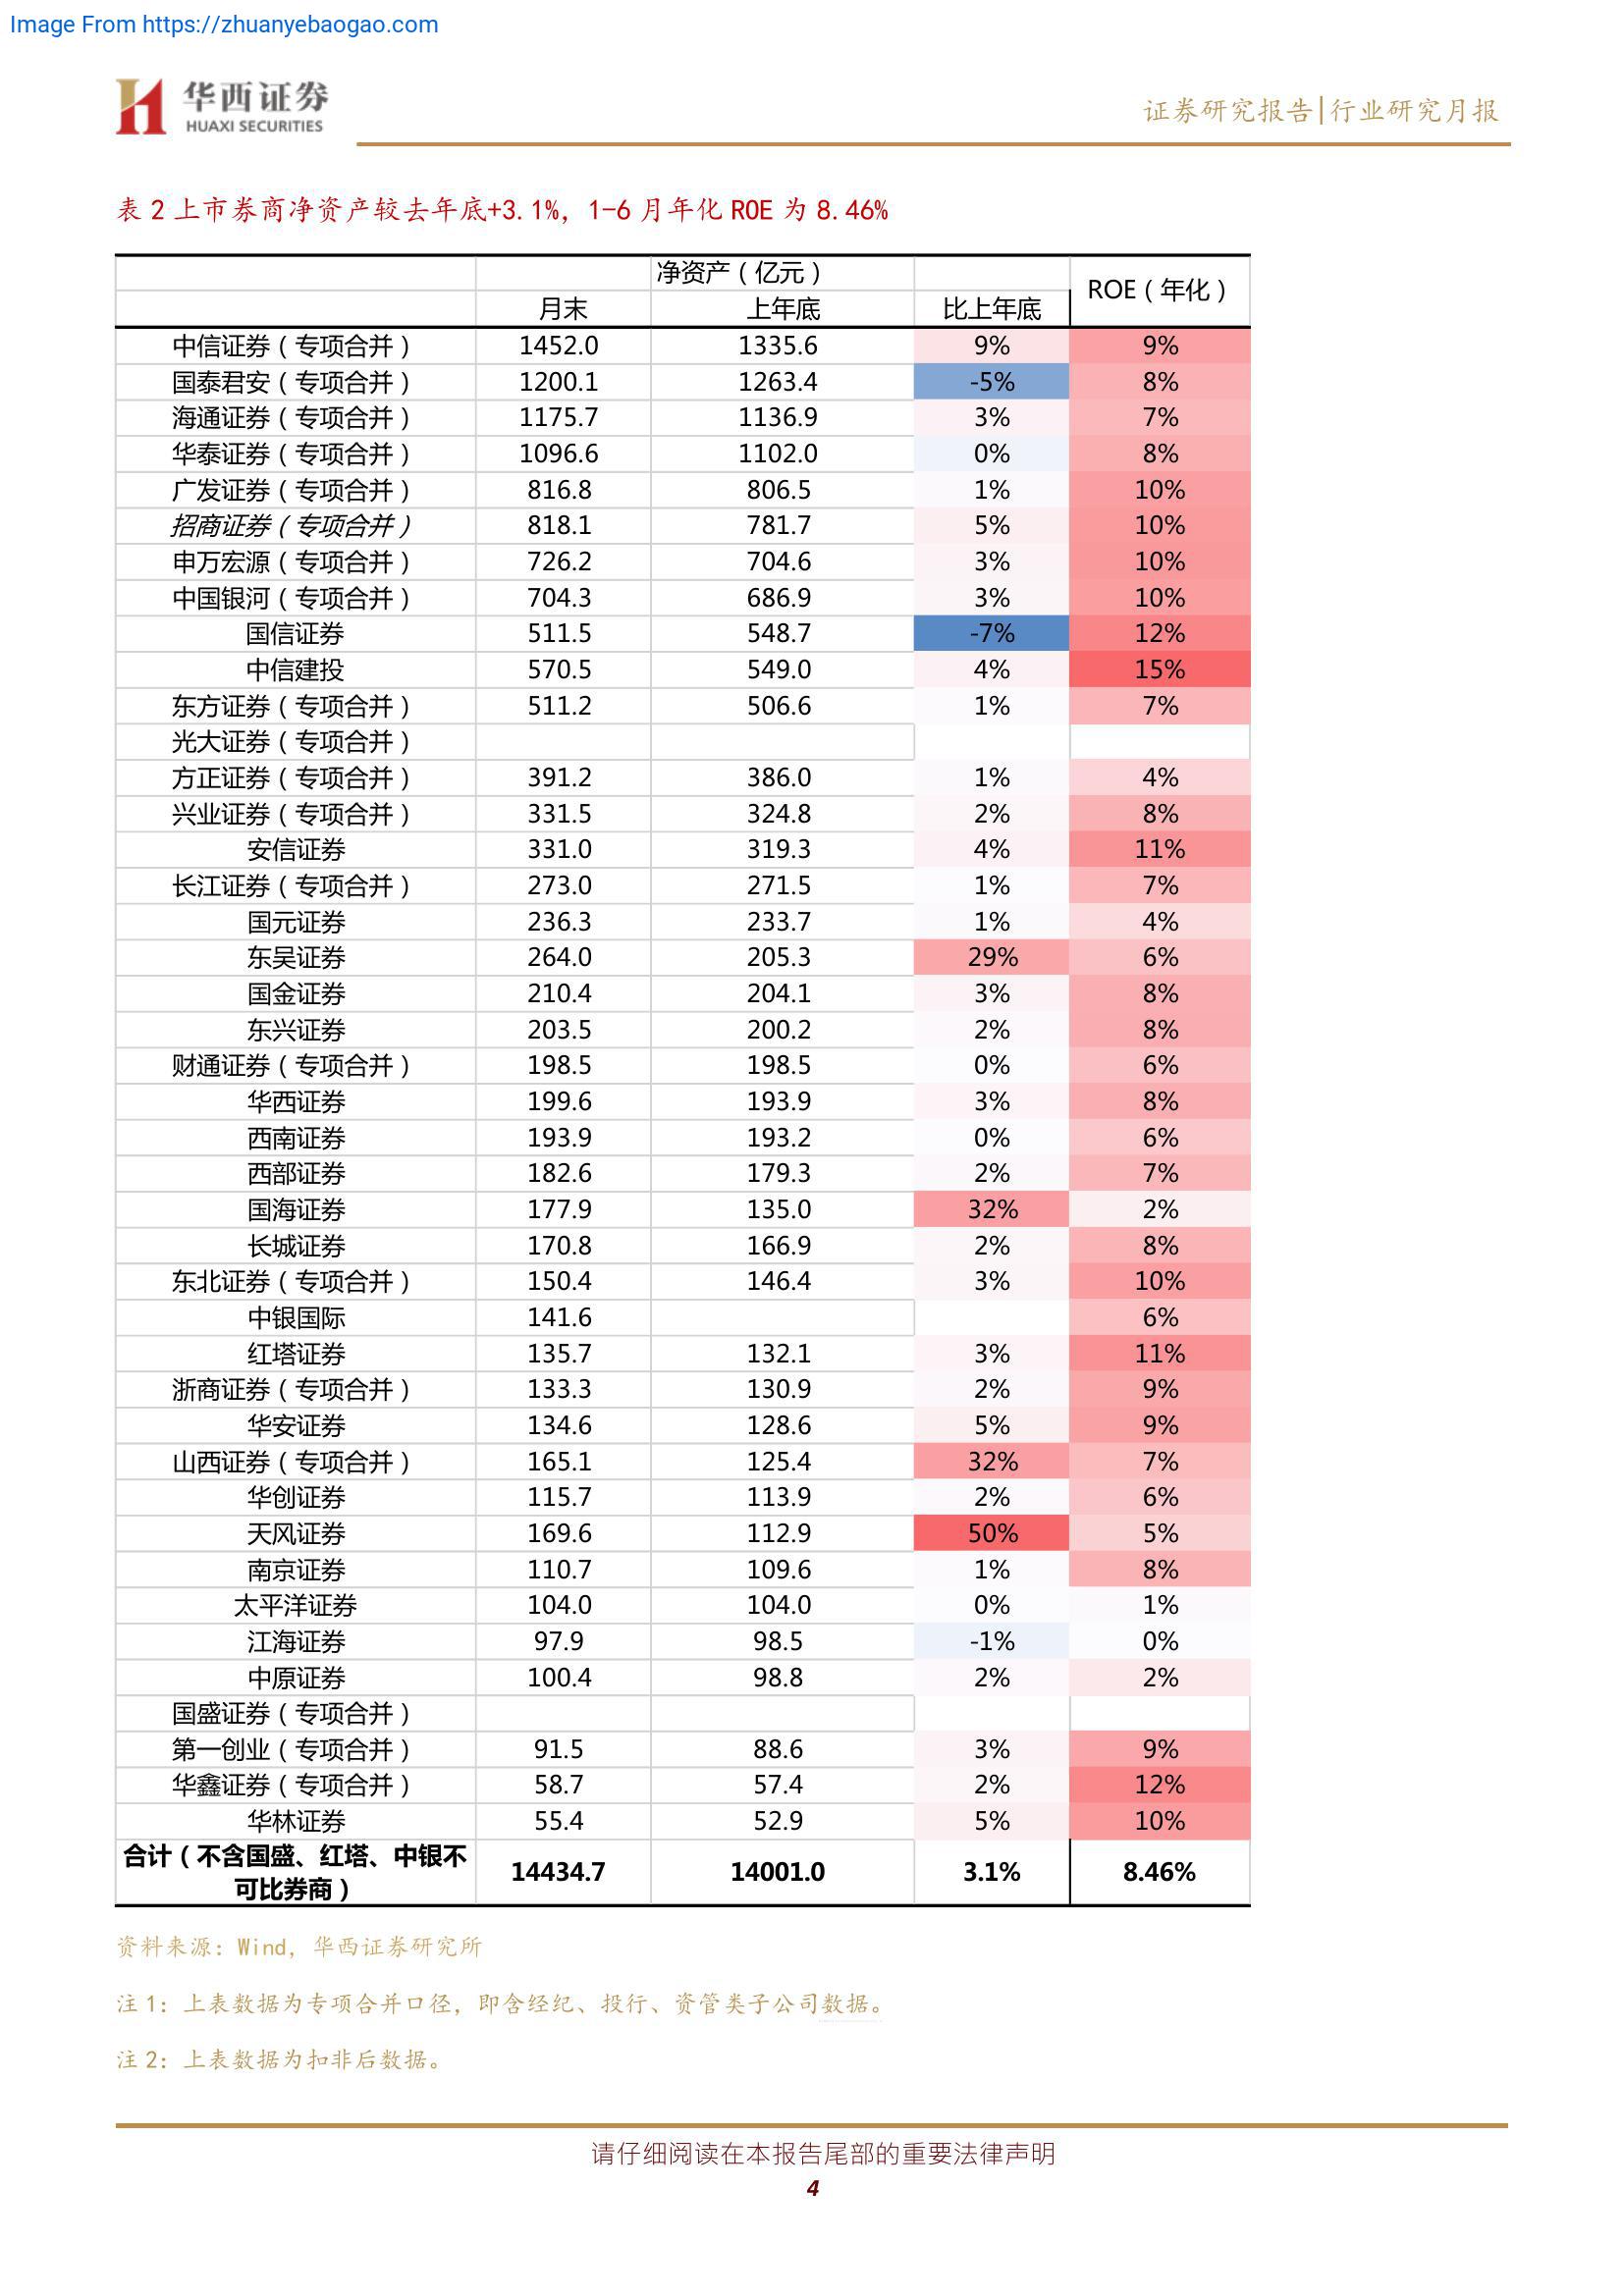 Image From https://zhuanyebaogao.com
华西证券
HUAXI SECURITIES
证券研究报告|行业研究月报
表 2 上市券商净资产较去年底+3.1%, 1-6 月年化 ROE 为 8.46%
净资产（亿元） ROE（年化）
月末 上年底 比上年底
中信证券（专项合并） 1452.0 1335.6 9% 9%
国泰君安（专项合并） 1200.1 1263.4 -5% 8%
海通证券（专项合并） 1175.7 1136.9 3% 7%
华泰证券（专项合并） 1096.6 1102.0 0% 8%
广发证券（专项合并） 816.8 806.5 1% 10%
招商证券（专项合并） 818.1 781.7 5% 10%
申万宏源（专项合并） 726.2 704.6 3% 10%
中国银河（专项合并） 704.3 686.9 3% 10%
国信证券 511.5 548.7 -7% 12%
中信建投 570.5 549.0 4% 15%
东方证券（专项合并） 511.2 506.6 1% 7%
光大证券（专项合并）
方正证券（专项合并） 391.2 386.0 1% 4%
兴业证券（专项合并） 331.5 324.8 2% 8%
安信证券 331.0 319.3 4% 11%
长江证券（专项合并） 273.0 271.5 1% 7%
国元证券 236.3 233.7 1% 4%
东吴证券 264.0 205.3 29% 6%
国金证券 210.4 204.1 3% 8%
东兴证券 203.5 200.2 2% 8%
财通证券（专项合并） 198.5 198.5 0% 6%
华西证券 199.6 193.9 3% 8%
西南证券 193.9 193.2 0% 6%
西部证券 182.6 179.3 2% 7%
国海证券 177.9 135.0 32% 2%
长城证券 170.8 166.9 2% 8%
东北证券（专项合并） 150.4 146.4 3% 10%
中银国际 141.6 6%
红塔证券 135.7 132.1 3% 11%
浙商证券（专项合并） 133.3 130.9 2% 9%
华安证券 134.6 128.6 5% 9%
山西证券（专项合并） 165.1 125.4 32% 7%
华创证券 115.7 113.9 2% 6%
天风证券 169.6 112.9 50% 5%
南京证券 110.7 109.6 1% 8%
太平洋证券 104.0 104.0 0% 1%
江海证券 97.9 98.5 -1% 0%
中原证券 100.4 98.8 2% 2%
国盛证券（专项合并）
第一创业（专项合并） 91.5 88.6 3% 9%
华鑫证券（专项合并） 58.7 57.4 2% 12%
华林证券 55.4 52.9 5% 10%
合计（不含国盛、红塔、中银不
可比券商） 14434.7 14001.0 3.1% 8.46%
资料来源：Wind, 华西证券研究所
注 1：上表数据为专项合并口径, 即含经纪、投行、资管类子公司数据。
注 2：上表数据为扣非后数据。
请仔细阅读在本报告尾部的重要法律声明
4